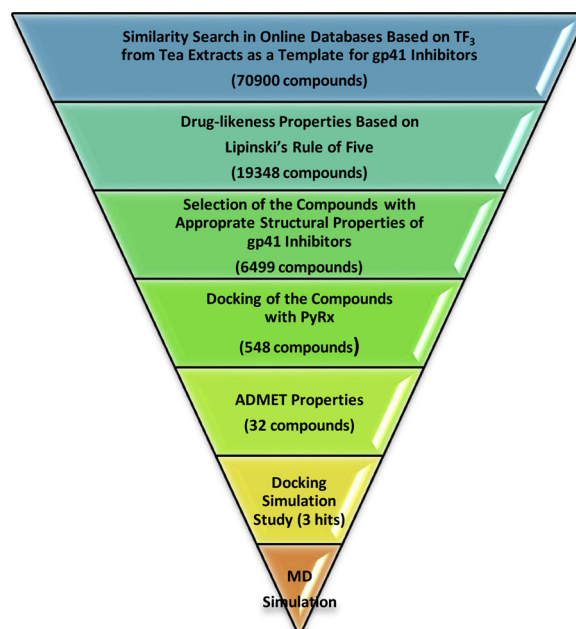 Similarity Search in Online Databases Based on TF3
from Tea Extracts as a Template for gp41 Inhibitors
(70900 compounds)
Drug-likeness Properties Based on
Lipinski's Rule of Five
(19348 compounds)
Selection of the Compounds with
Approprate Structural Properties of
gp41 Inhibitors
(6499 compounds)
Docking of the Compounds
with PyRx
(548 compounds)
ADMET Properties
(32 compounds)
Docking
Simulation
Study (3 hits)
MD
Simulation